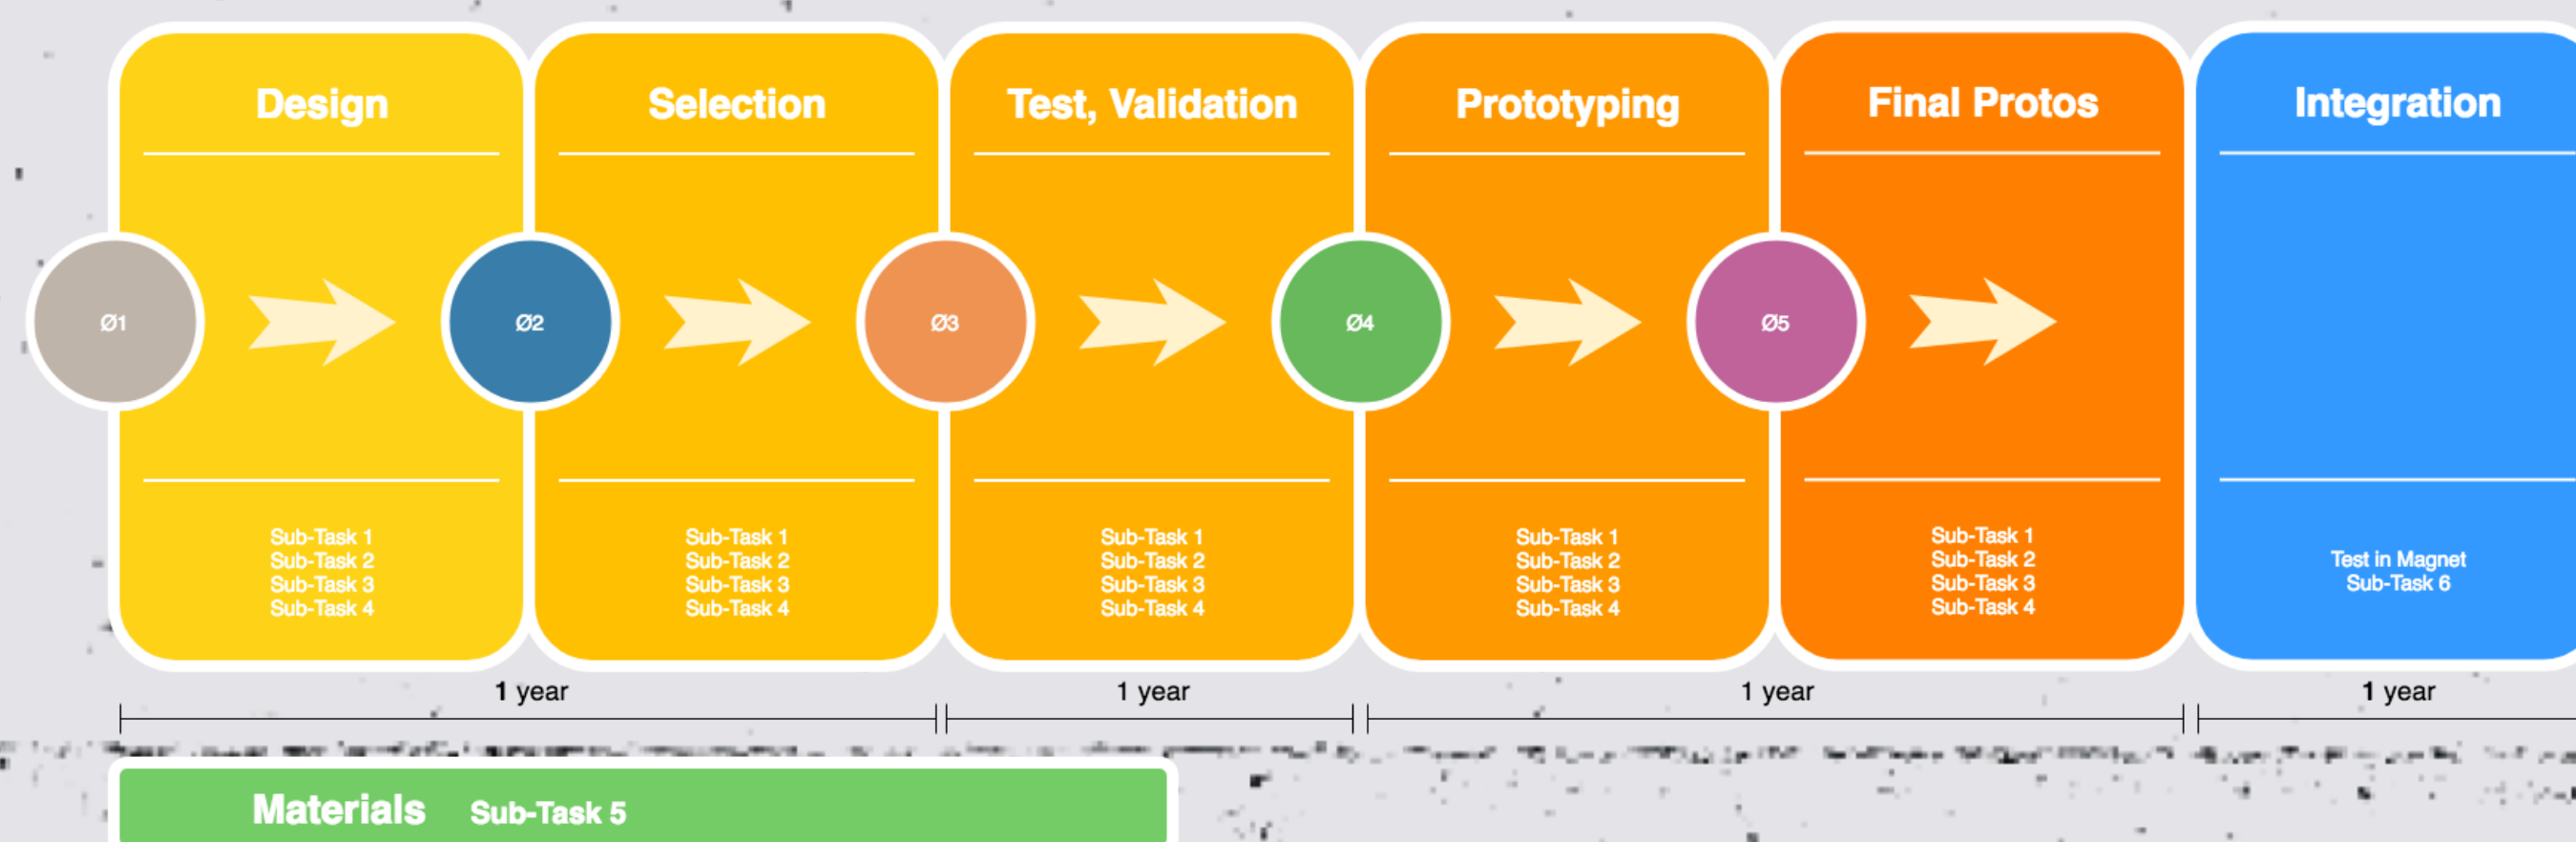 Design
Selection
Test, Validation
Prototyping
Final Protos
Integration
Ø1
Ø2
Ø3
Ø4
Ø5
Sub-Task 1
Sub-Task 2
Sub-Task 3
Sub-Task 4
Sub-Task 1
Sub-Task 2
Sub-Task 3
Sub-Task 4
Sub-Task 1
Sub-Task 2
Sub-Task 3
Sub-Task 4
Sub-Task 1
Sub-Task 2
Sub-Task 3
Sub-Task 4
Sub-Task 1
Sub-Task 2
Sub-Task 3
Sub-Task 4
Test in Magnet
Sub-Task 6
1 year
1 year
1 year
1 year
Materials Sub-Task 5